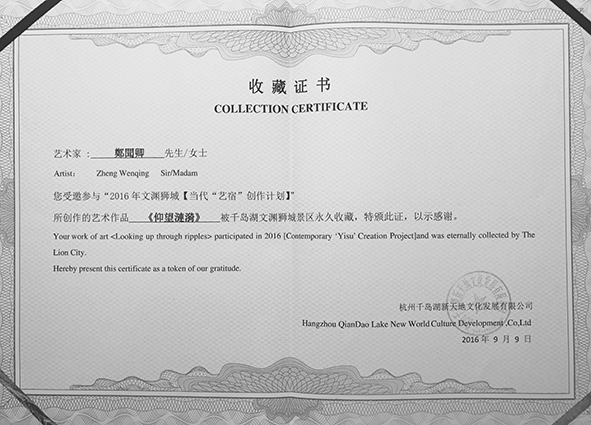 收藏证书
COLLECTION CERTIFICATE
艺术家：鄭聞卿 先生/女士
Artist： Zheng Wenqing Sir/Madam
您受邀参与“2016年文渊狮城【当代“艺宿”创作计划】”
所创作的艺术作品 《仰望漣漪》 被千岛湖文渊狮城景区永久收藏，特颁此证，以示感谢。
Your work of art <Looking up through ripples> participated in 2016 [Contemporary ‘Yisu’ Creation Project]and was eternally collected by The
Lion City.
Hereby present this certificate as a token of our gratitude.
杭州千岛湖新天地文化发展有限公司
Hangzhou QianDao Lake New World Culture Development .Co,Ltd
2016 年 9 月 9 日